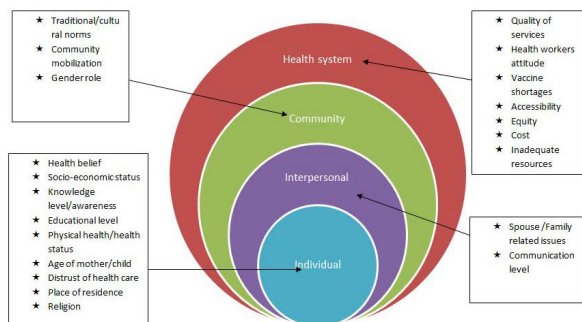 ★ Traditional/cultural norms
★ Community mobilization
★ Gender role
Health system
Community
Interpersonal
Individual
★ Quality of services
★ Health workers attitude
★ Vaccine shortages
★ Accessibility
★ Equity
★ Cost
★ Inadequate resources
★ Health belief
★ Socio-economic status
★ Knowledge level/awareness
★ Educational level
★ Physical health/health status
★ Age of mother/child
★ Distrust of health care
★ Place of residence
★ Religion
★ Spouse/Family related issues
★ Communication level